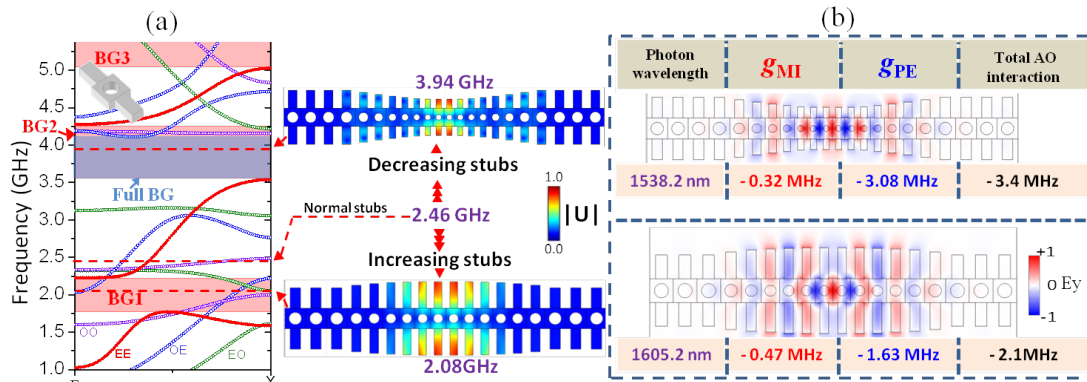 (a)
(b)
Frequency (GHz)
5.0
4.5
4.0
3.5
3.0
2.5
2.0
1.5
1.0
BG3
BG2
Full BG
BG1
OO
EE
OE
EO
X
3.94 GHz
Decreasing stubs
Normal stubs
2.46 GHz
Increasing stubs
2.08GHz
1.0
0.0
|U|
Photon
wavelength
gMI
gPE
Total AO
interaction
1538.2 nm
- 0.32 MHz
- 3.08 MHz
- 3.4 MHz
+1
0 Ey
-1
1605.2 nm
- 0.47 MHz
- 1.63 MHz
- 2.1MHz